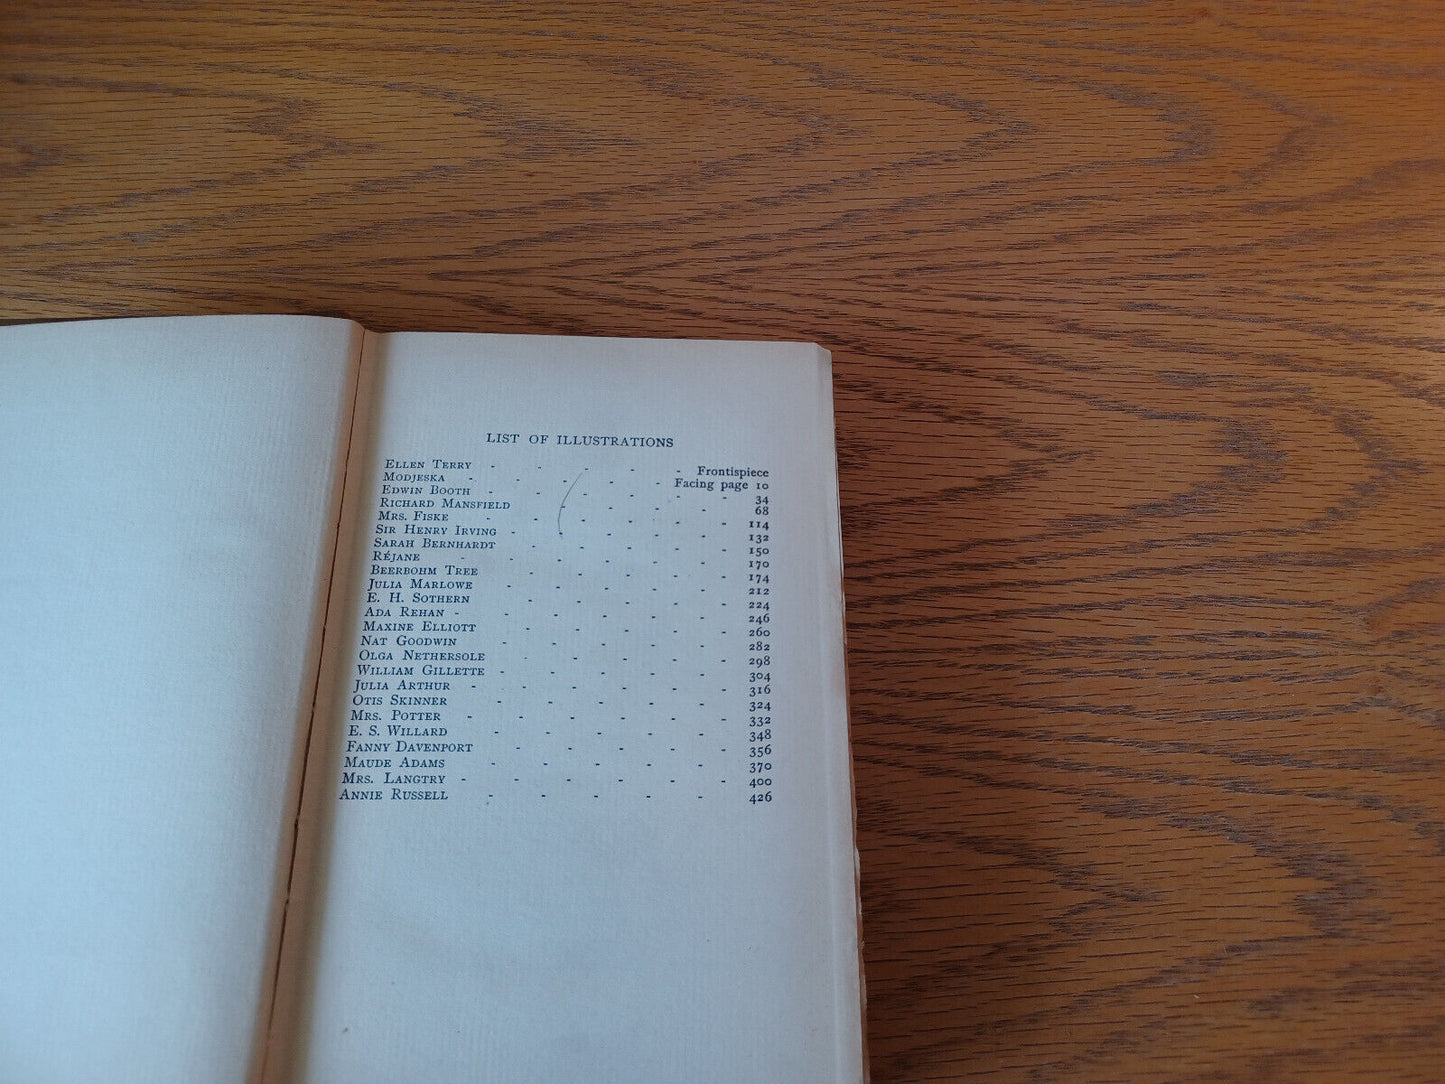 LIST OF ILLUSTRATIONS
ELLEN TERRY - - - - - Frontispiece
MODJESKA - - - - Facing page 10
EDWIN BOOTH - - - - - - 34
RICHARD MANSFIELD - - - - 68
MRS. FISKE - - - - - - 114
SIR HENRY IRVING - - - - - 132
SARAH BERNHARDT - - - - - 150
RÉJANE - - - - - - 170
BEERBOHM TREE - - - - - 174
JULIA MARLOWE - - - - - 212
E. H. SOTHERN - - - - - 224
ADA REHAN - - - - - - 246
MAXINE ELLIOTT - - - - - 260
NAT GOODWIN - - - - - 282
OLGA NETHERSOLE - - - - - 298
WILLIAM GILLETTE - - - - - 304
JULIA ARTHUR - - - - - - 316
OTIS SKINNER - - - - - 324
MRS. POTTER - - - - - - 332
E. S. WILLARD - - - - - 348
FANNY DAVENPORT - - - - - 356
MAUDE ADAMS - - - - - 370
MRS. LANGTRY - - - - - - 400
ANNIE RUSSELL - - - - - 426